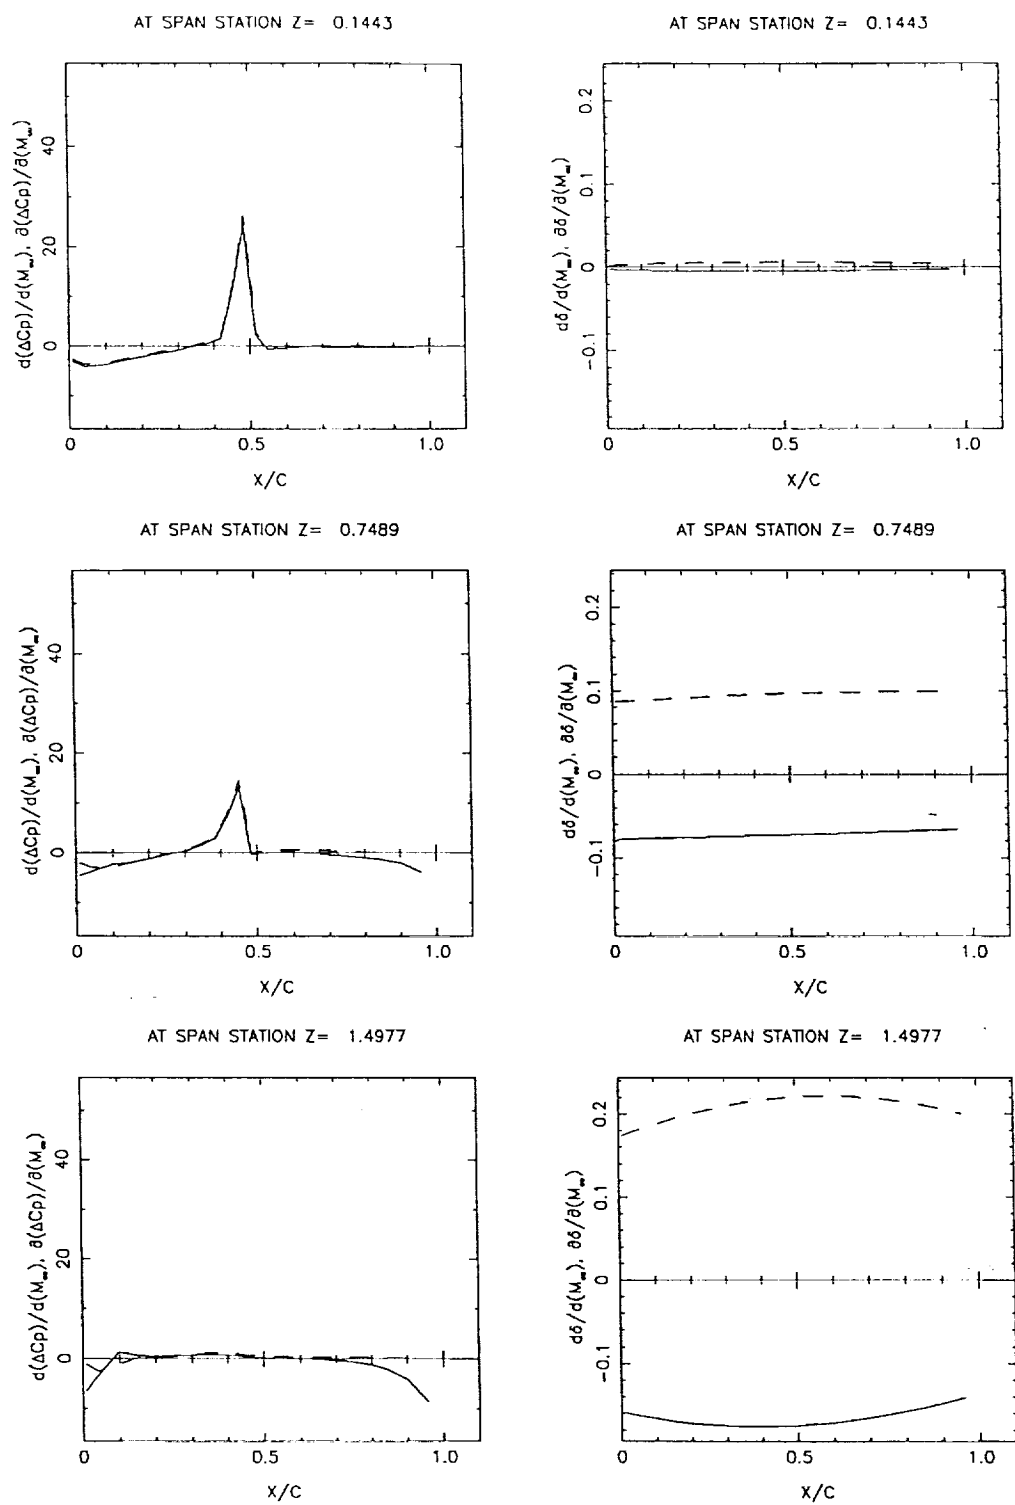 AT SPAN STATION Z= 0.1443
d(ΔCp)/d(M∞), ∂(ΔCp)/∂(M∞)
40
20
0
0 0.5 1.0
X/C
AT SPAN STATION Z= 0.1443
dδ/d(M∞), ∂δ/∂(M∞)
0.2
0.1
0
-0.1
0 0.5 1.0
X/C
AT SPAN STATION Z= 0.7489
d(ΔCp)/d(M∞), ∂(ΔCp)/∂(M∞)
40
20
0
0 0.5 1.0
X/C
AT SPAN STATION Z= 0.7489
dδ/d(M∞), ∂δ/∂(M∞)
0.2
0.1
0
-0.1
0 0.5 1.0
X/C
AT SPAN STATION Z= 1.4977
d(ΔCp)/d(M∞), ∂(ΔCp)/∂(M∞)
40
20
0
0 0.5 1.0
X/C
AT SPAN STATION Z= 1.4977
dδ/d(M∞), ∂δ/∂(M∞)
0.2
0.1
0
-0.1
0 0.5 1.0
X/C